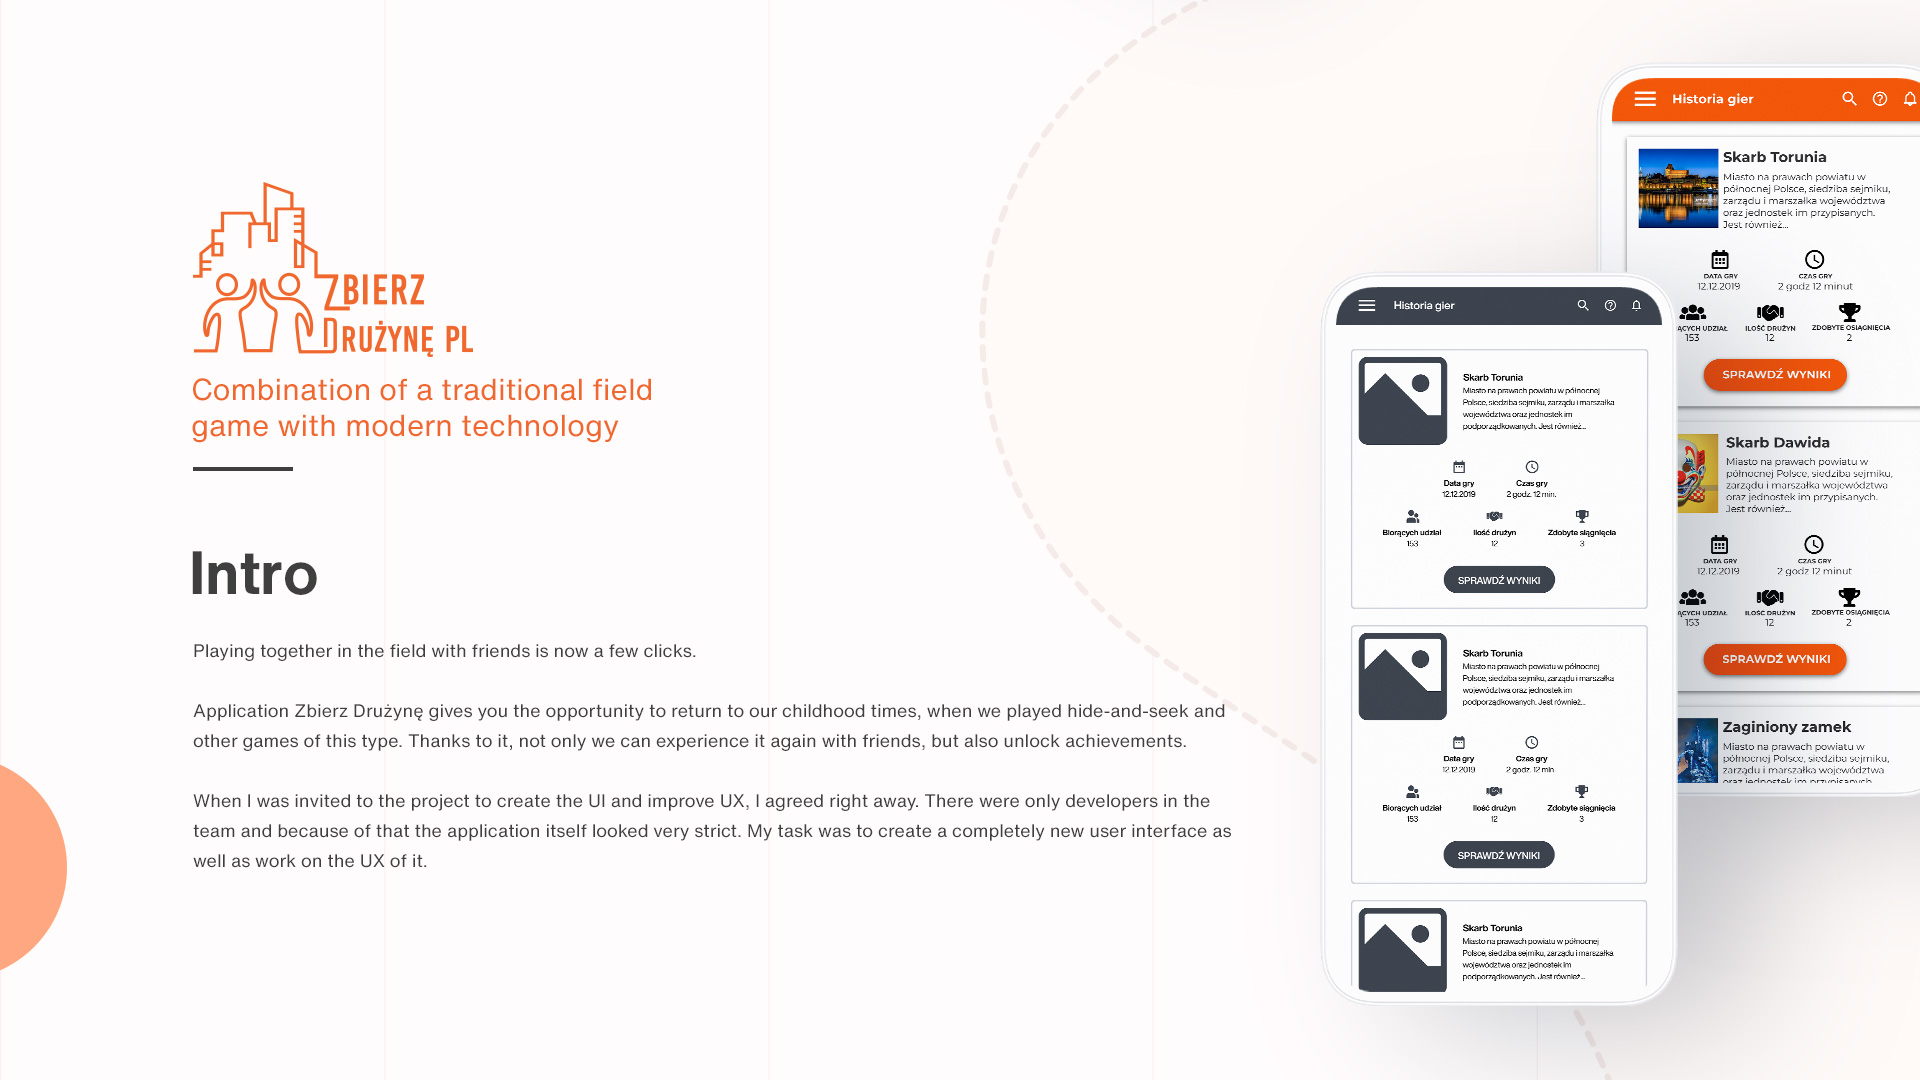 ZBIERZ
DRUŻYNĘ PL
Combination of a traditional field
game with modern technology
Intro
Playing together in the field with friends is now a few clicks.
Application Zbierz Drużynę gives you the opportunity to return to our childhood times, when we played hide-and-seek and
other games of this type. Thanks to it, not only we can experience it again with friends, but also unlock achievements.
When I was invited to the project to create the UI and improve UX, I agreed right away. There were only developers in the
team and because of that the application itself looked very strict. My task was to create a completely new user interface as
well as work on the UX of it.
Historia gier
Skarb Torunia
Miasto na prawach powiatu w północnej
Polsce, siedziba sejmiku, zarządu i marszałka
województwa oraz jednostek im
podporządkowanych. Jest również...
Data gry
12.12.2019
Czas gry
2 godz. 12 min.
Biorących udział
153
Ilość drużyn
12
Zdobyte siągnięcia
3
SPRAWDŹ WYNIKI
Skarb Torunia
Miasto na prawach powiatu w północnej
Polsce, siedziba sejmiku, zarządu i marszałka
województwa oraz jednostek im
podporządkowanych. Jest również...
Data gry
12.12.2019
Czas gry
2 godz. 12 min.
Biorących udział
153
Ilość drużyn
12
Zdobyte siągnięcia
3
SPRAWDŹ WYNIKI
Skarb Torunia
Miasto na prawach powiatu w północnej
Polsce, siedziba sejmiku, zarządu i marszałka
województwa oraz jednostek im
podporządkowanych. Jest również...
Historia gier
Skarb Torunia
Miasto na prawach powiatu w
północnej Polsce, siedziba sejmiku,
zarządu i marszałka województwa
oraz jednostek im przypisanych.
Jest również...
DATA GRY
12.12.2019
CZAS GRY
2 godz 12 minut
ĄCYCH UDZIAŁ
153
ILOŚĆ DRUŻYN
12
ZDOBYTE OSIĄGNIĘCIA
2
SPRAWDŹ WYNIKI
Skarb Dawida
Miasto na prawach powiatu w
północnej Polsce, siedziba sejmiku,
zarządu i marszałka województwa
oraz jednostek im przypisanych.
Jest również...
DATA GRY
12.12.2019
CZAS GRY
2 godz 12 minut
ĄCYCH UDZIAŁ
153
ILOŚĆ DRUŻYN
12
ZDOBYTE OSIĄGNIĘCIA
2
SPRAWDŹ WYNIKI
Zaginiony zamek
Miasto na prawach powiatu w
północnej Polsce, siedziba sejmiku,
zarządu i marszałka województwa
oraz jednostek im przypisanych.